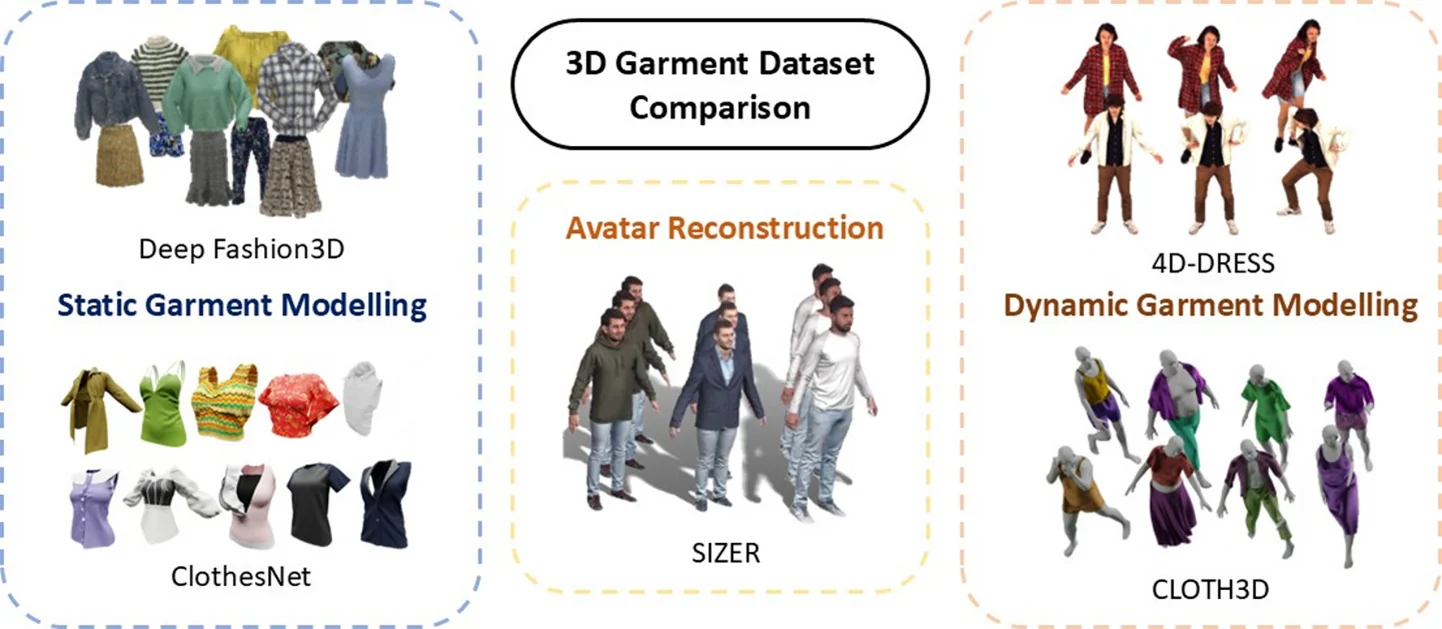 3D Garment Dataset
Comparison
Deep Fashion3D
Static Garment Modelling
ClothesNet
Avatar Reconstruction
SIZER
4D-DRESS
Dynamic Garment Modelling
CLOTH3D